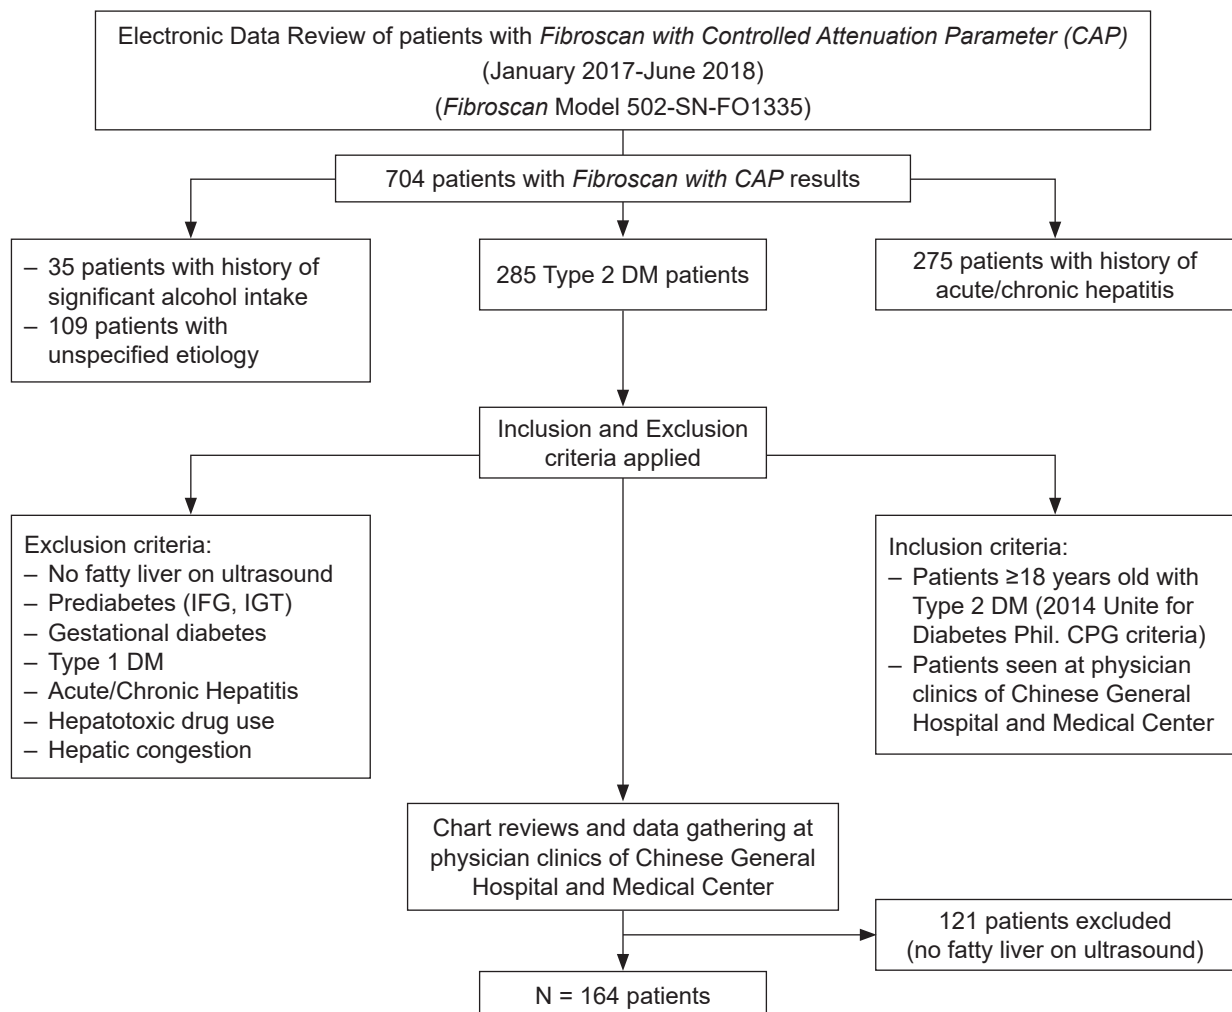 Electronic Data Review of patients with Fibroscan with Controlled Attenuation Parameter (CAP)
(January 2017-June 2018)
(Fibroscan Model 502-SN-FO1335)
704 patients with Fibroscan with CAP results
– 35 patients with history of
significant alcohol intake
– 109 patients with
unspecified etiology
285 Type 2 DM patients
275 patients with history of
acute/chronic hepatitis
Inclusion and Exclusion
criteria applied
Exclusion criteria:
– No fatty liver on ultrasound
– Prediabetes (IFG, IGT)
– Gestational diabetes
– Type 1 DM
– Acute/Chronic Hepatitis
– Hepatotoxic drug use
– Hepatic congestion
Inclusion criteria:
– Patients ≥18 years old with
Type 2 DM (2014 Unite for
Diabetes Phil. CPG criteria)
– Patients seen at physician
clinics of Chinese General
Hospital and Medical Center
Chart reviews and data gathering at
physician clinics of Chinese General
Hospital and Medical Center
121 patients excluded
(no fatty liver on ultrasound)
N = 164 patients